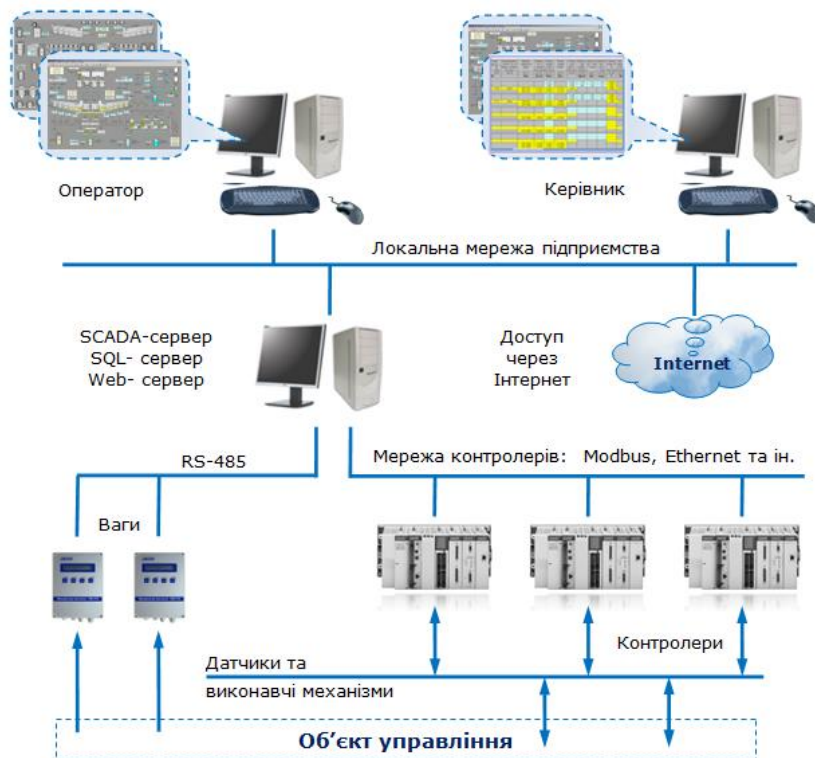 Оператор
Керівник
Локальна мережа підприємства
SCADA-сервер
SQL- сервер
Web- сервер
Доступ
через
Інтернет
Internet
RS-485
Мережа контролерів: Modbus, Ethernet та ін.
Ваги
Контролери
Датчики та
виконавчі механізми
Об’єкт управління